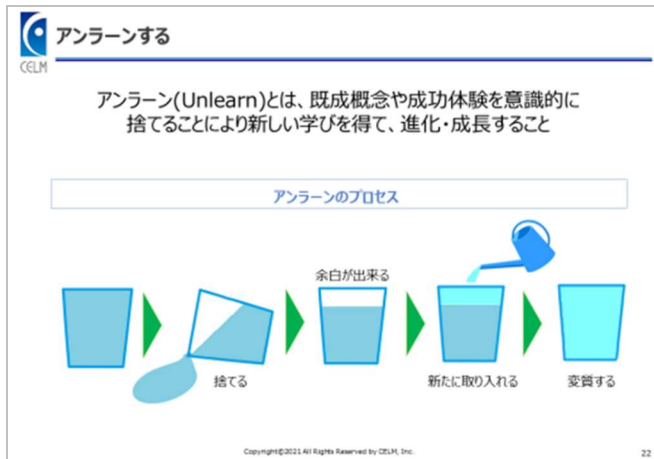 CELM
アンラーンする
アンラーン(Unlearn)とは、既成概念や成功体験を意識的に
捨てることにより新しい学びを得て、進化・成長すること
アンラーンのプロセス
余白が出来る
捨てる
新たに取り入れる
変質する
Copyright©2021 All Rights Reserved by CELM, Inc.
22